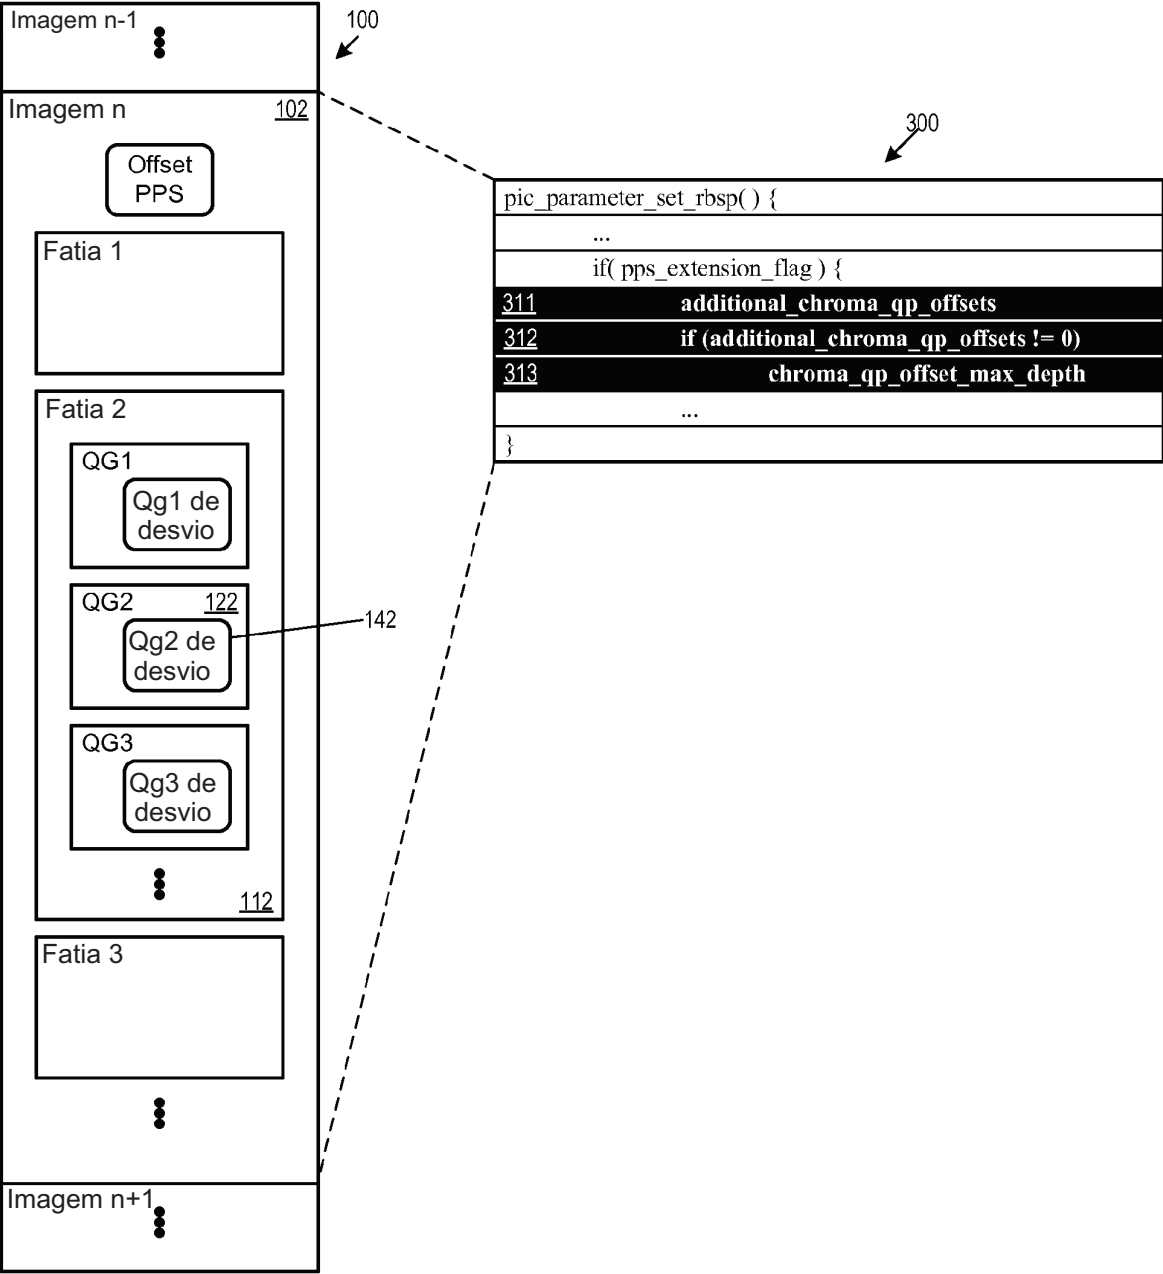 Imagem n-1
100
Imagem n
102
Offset
PPS
Fatia 1
Fatia 2
QG1
Qg1 de
desvio
QG2
122
Qg2 de
desvio
142
QG3
Qg3 de
desvio
112
Fatia 3
Imagem n+1
300
pic_parameter_set_rbsp( ) {
...
if( pps_extension_flag ) {
311 additional_chroma_qp_offsets
312 if (additional_chroma_qp_offsets != 0)
313 chroma_qp_offset_max_depth
...
}